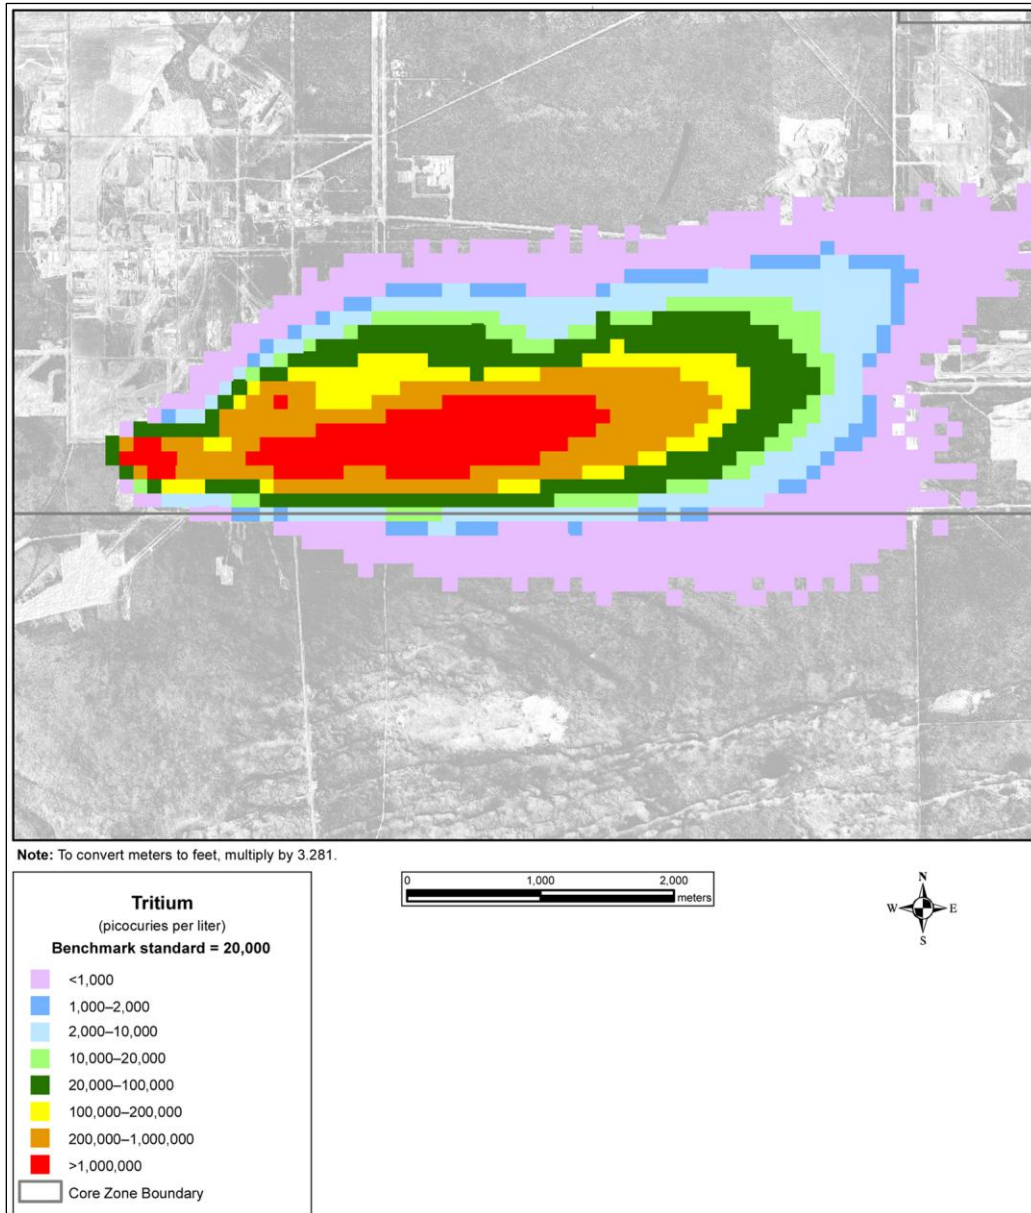 Note: To convert meters to feet, multiply by 3.281.
0 1,000 2,000
meters
N
W E
S
Tritium
(picocuries per liter)
Benchmark standard = 20,000
<1,000
1,000–2,000
2,000–10,000
10,000–20,000
20,000–100,000
100,000–200,000
200,000–1,000,000
>1,000,000
Core Zone Boundary